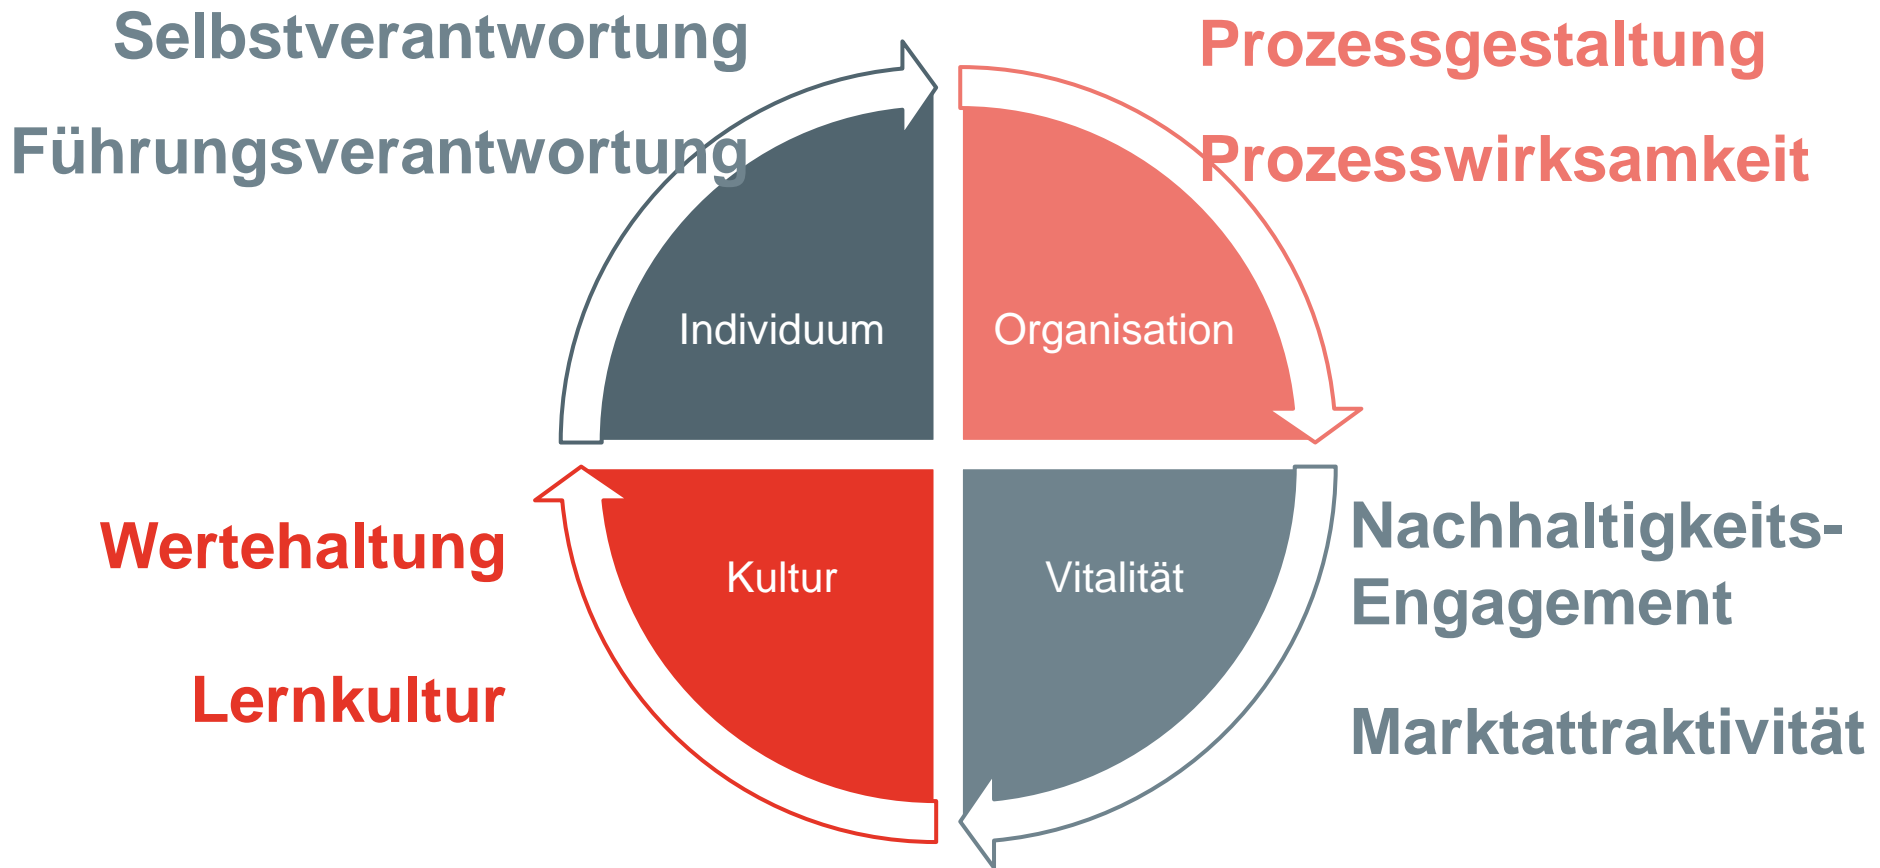 Selbstverantwortung
Führungsverantwortung
Prozessgestaltung
Prozesswirksamkeit
Individuum
Organisation
Wertehaltung
Lernkultur
Kultur
Vitalität
Nachhaltigkeits-
Engagement
Marktattraktivität